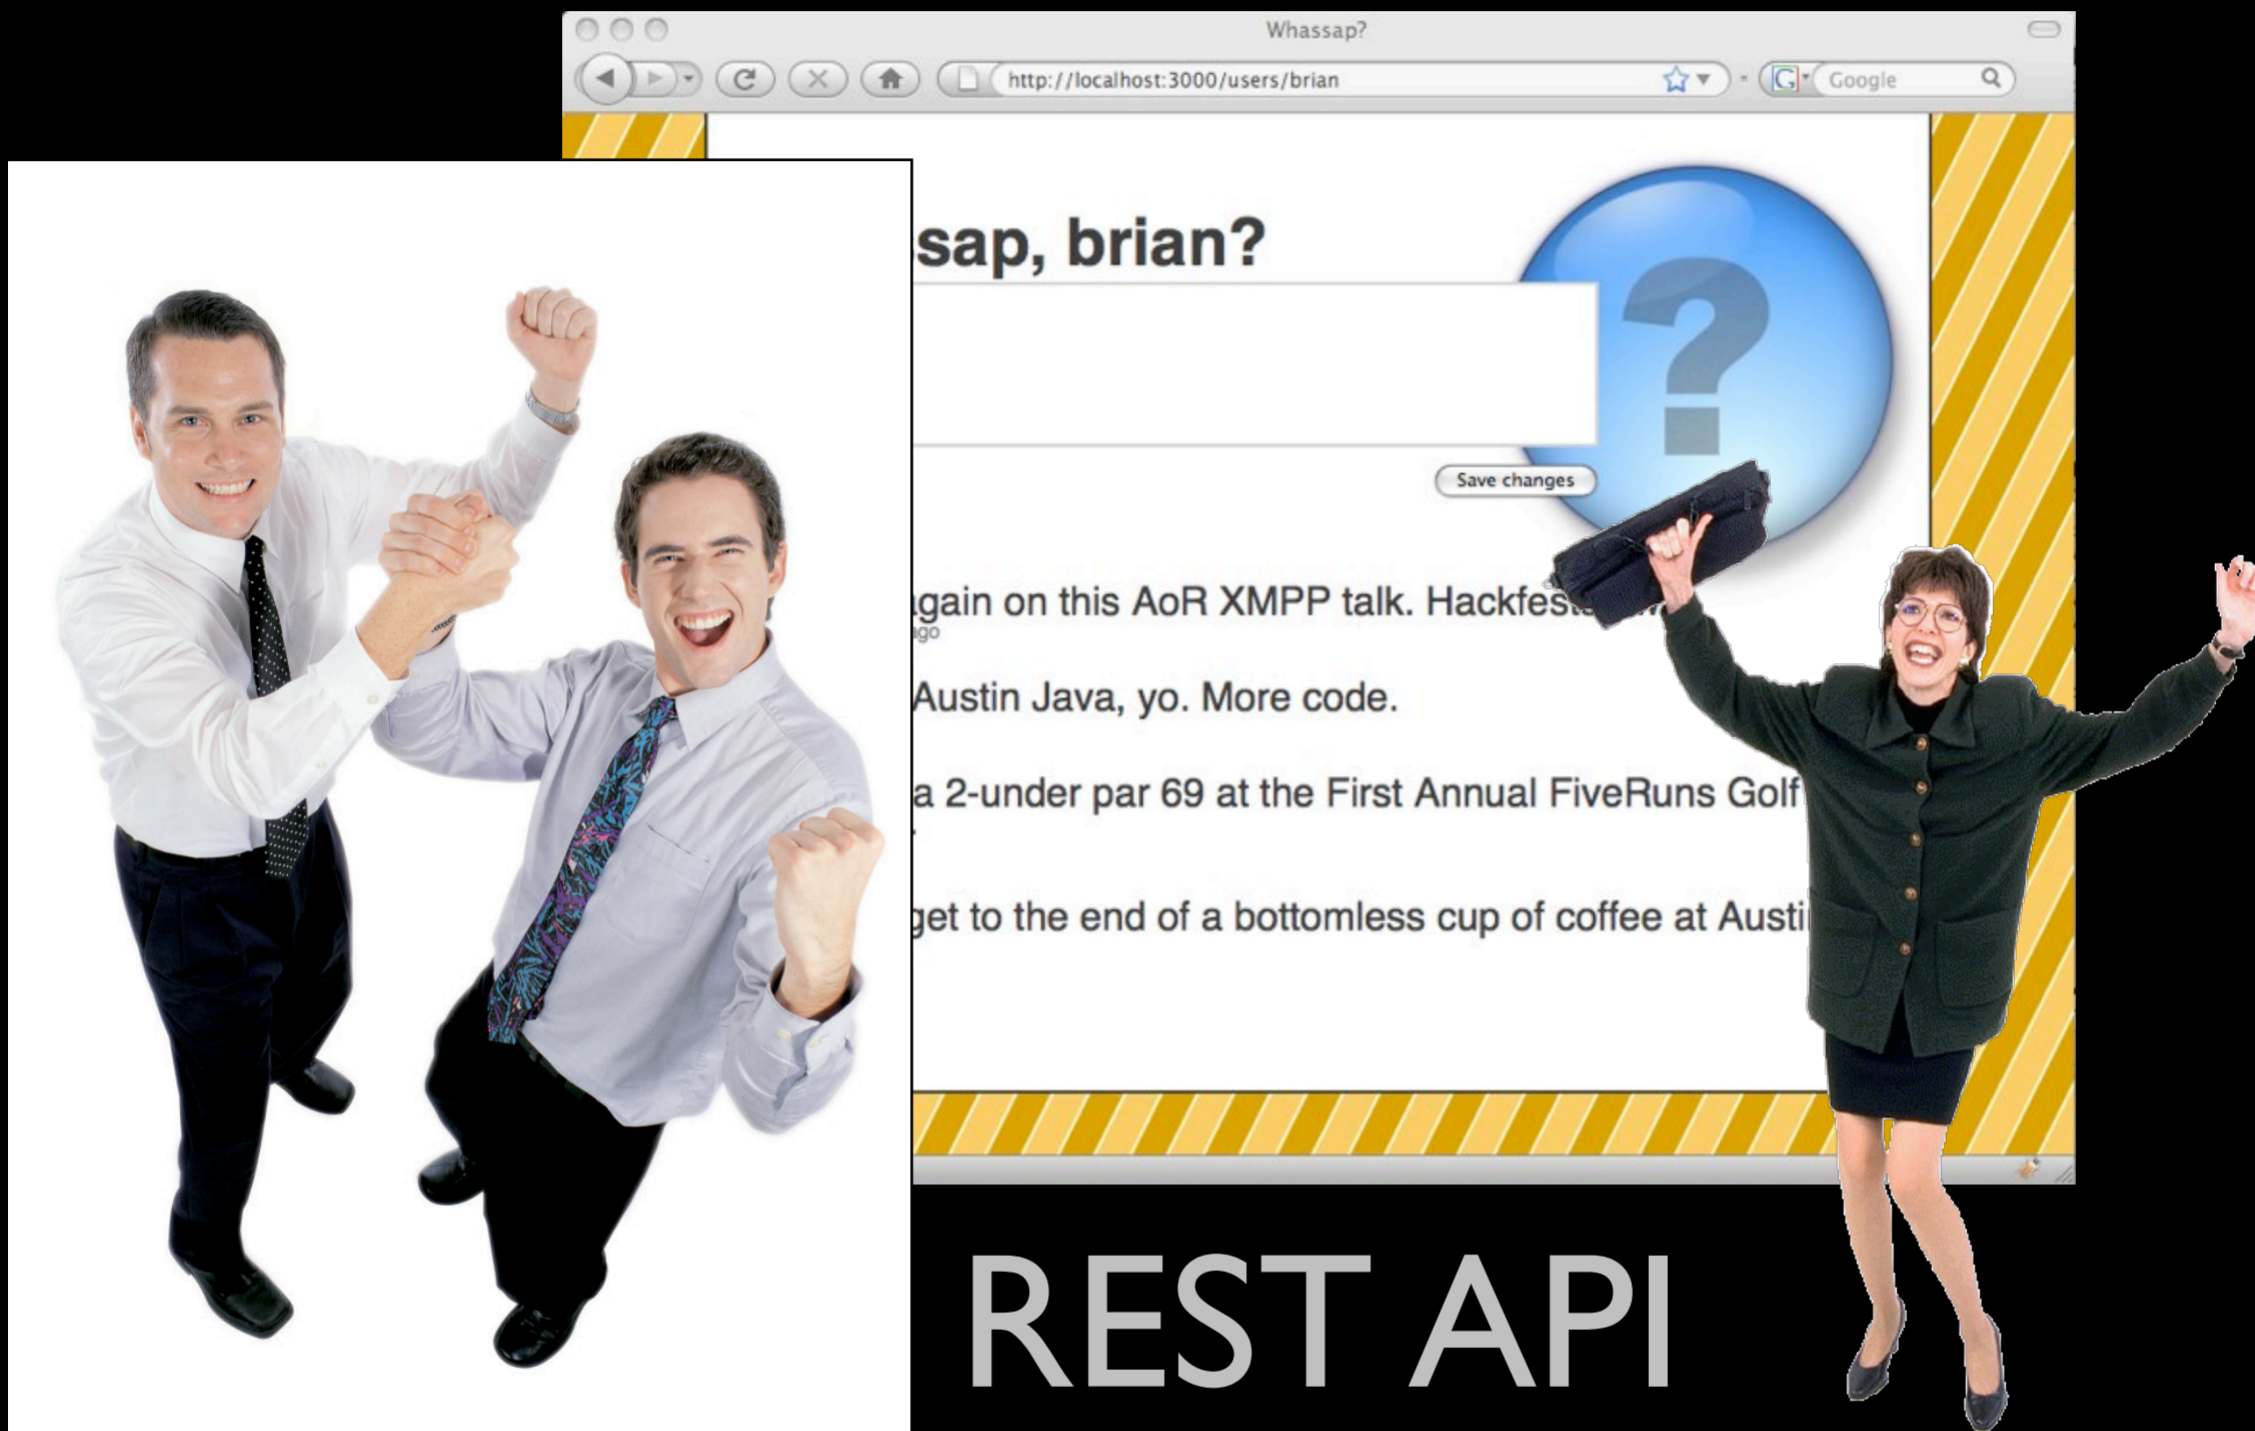 Whassap?
http://localhost:3000/users/brian
Google
sap, brian?
?
Save changes
gain on this AoR XMPP talk. Hackfest
ago
Austin Java, yo. More code.
a 2-under par 69 at the First Annual FiveRuns Golf
get to the end of a bottomless cup of coffee at Austi
REST API